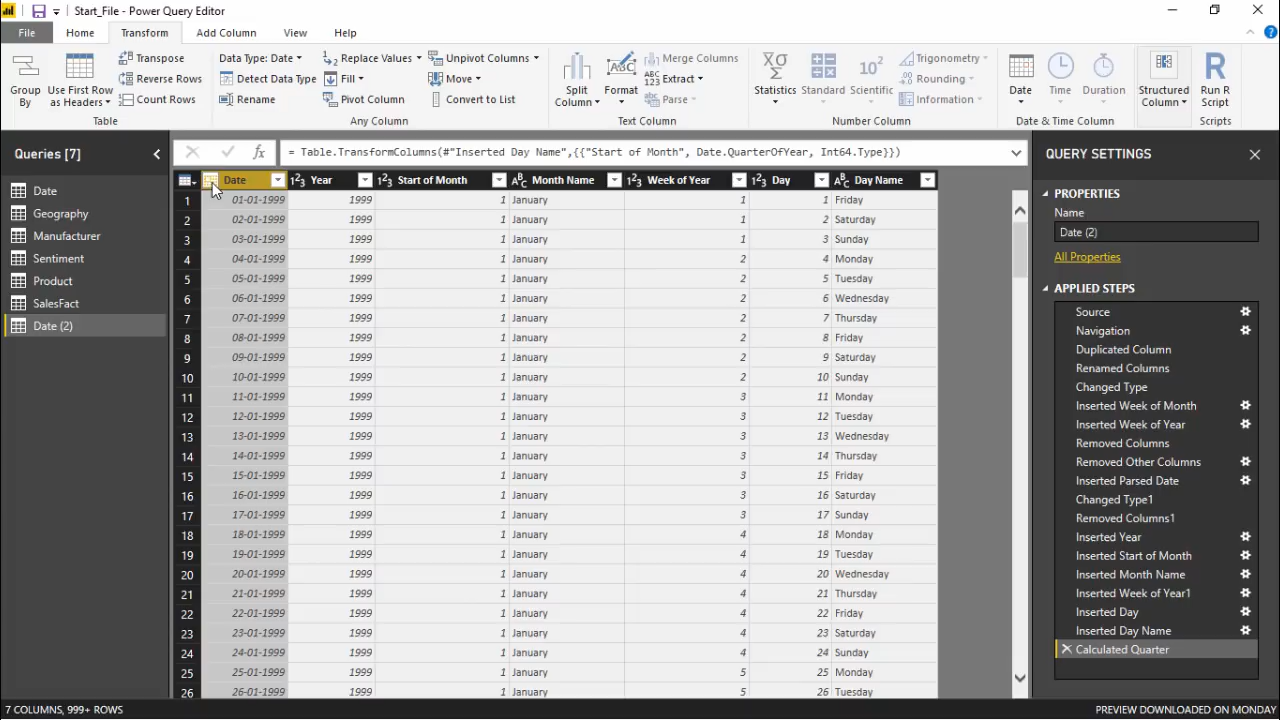 Start_File - Power Query Editor
File Home Transform Add Column View Help
Group By
Use First Row as Headers
Transpose
Reverse Rows
Count Rows
Table
Data Type: Date
Detect Data Type
Rename
Replace Values
Fill
Pivot Column
Unpivot Columns
Move
Convert to List
Any Column
Split Column
Format
ABC
Merge Columns
Extract
Parse
Text Column
Statistics
Standard
Scientific
Trigonometry
Rounding
Information
Number Column
Date
Time
Duration
Date & Time Column
Structured Column
Run R Script
Scripts
Queries [7]
Date
Geography
Manufacturer
Sentiment
Product
SalesFact
Date (2)
= Table.TransformColumns(#"Inserted Day Name",{{"Start of Month", Date.QuarterOfYear, Int64.Type}})
Date Year Start of Month Month Name Week of Year Day Day Name
1 01-01-1999 1999 1 January 1 1 Friday
2 02-01-1999 1999 1 January 1 2 Saturday
3 03-01-1999 1999 1 January 1 3 Sunday
4 04-01-1999 1999 1 January 2 4 Monday
5 05-01-1999 1999 1 January 2 5 Tuesday
6 06-01-1999 1999 1 January 2 6 Wednesday
7 07-01-1999 1999 1 January 2 7 Thursday
8 08-01-1999 1999 1 January 2 8 Friday
9 09-01-1999 1999 1 January 2 9 Saturday
10 10-01-1999 1999 1 January 2 10 Sunday
11 11-01-1999 1999 1 January 3 11 Monday
12 12-01-1999 1999 1 January 3 12 Tuesday
13 13-01-1999 1999 1 January 3 13 Wednesday
14 14-01-1999 1999 1 January 3 14 Thursday
15 15-01-1999 1999 1 January 3 15 Friday
16 16-01-1999 1999 1 January 3 16 Saturday
17 17-01-1999 1999 1 January 3 17 Sunday
18 18-01-1999 1999 1 January 4 18 Monday
19 19-01-1999 1999 1 January 4 19 Tuesday
20 20-01-1999 1999 1 January 4 20 Wednesday
21 21-01-1999 1999 1 January 4 21 Thursday
22 22-01-1999 1999 1 January 4 22 Friday
23 23-01-1999 1999 1 January 4 23 Saturday
24 24-01-1999 1999 1 January 4 24 Sunday
25 25-01-1999 1999 1 January 5 25 Monday
26 26-01-1999 1999 1 January 5 26 Tuesday
QUERY SETTINGS
PROPERTIES
Name
Date (2)
All Properties
APPLIED STEPS
Source
Navigation
Duplicated Column
Renamed Columns
Changed Type
Inserted Week of Month
Inserted Week of Year
Removed Columns
Removed Other Columns
Inserted Parsed Date
Changed Type1
Removed Columns1
Inserted Year
Inserted Start of Month
Inserted Month Name
Inserted Week of Year1
Inserted Day
Inserted Day Name
Calculated Quarter
7 COLUMNS, 999+ ROWS
PREVIEW DOWNLOADED ON MONDAY